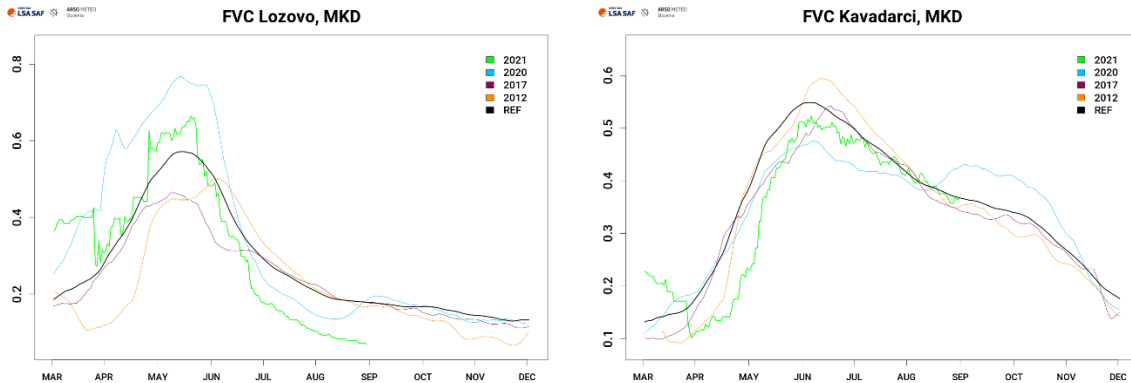 LSA SAF
ARSO METEO
Slovenia
FVC Lozovo, MKD
0.8
0.6
0.4
0.2
2021
2020
2017
2012
REF
MAR APR MAY JUN JUL AUG SEP OCT NOV DEC
LSA SAF
ARSO METEO
Slovenia
FVC Kavadarci, MKD
0.6
0.5
0.4
0.3
0.2
0.1
2021
2020
2017
2012
REF
MAR APR MAY JUN JUL AUG SEP OCT NOV DEC